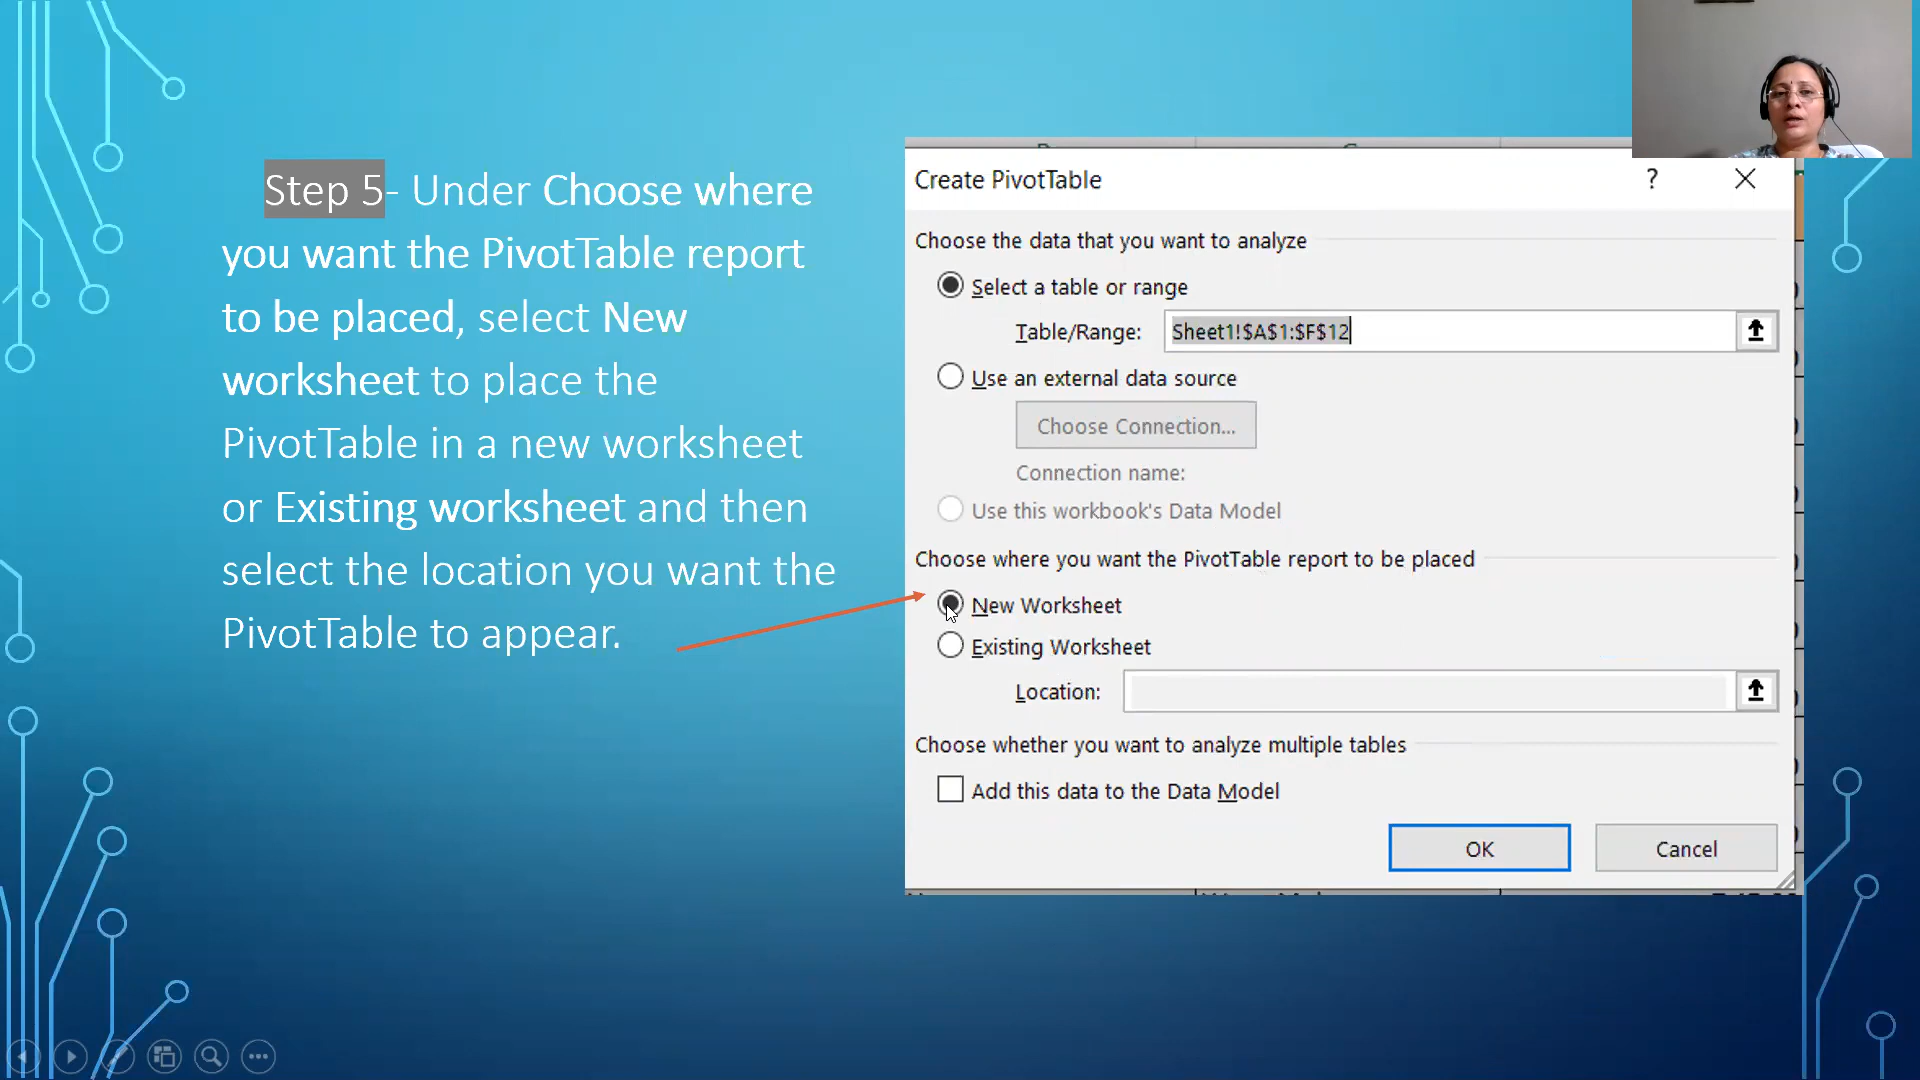 Step 5- Under Choose where
you want the PivotTable report
to be placed, select New
worksheet to place the
PivotTable in a new worksheet
or Existing worksheet and then
select the location you want the
PivotTable to appear.
Create PivotTable
?
Choose the data that you want to analyze
Select a table or range
Table/Range: Sheet1!$A$1:$F$12
Use an external data source
Choose Connection...
Connection name:
Use this workbook's Data Model
Choose where you want the PivotTable report to be placed
New Worksheet
Existing Worksheet
Location:
Choose whether you want to analyze multiple tables
Add this data to the Data Model
OK Cancel